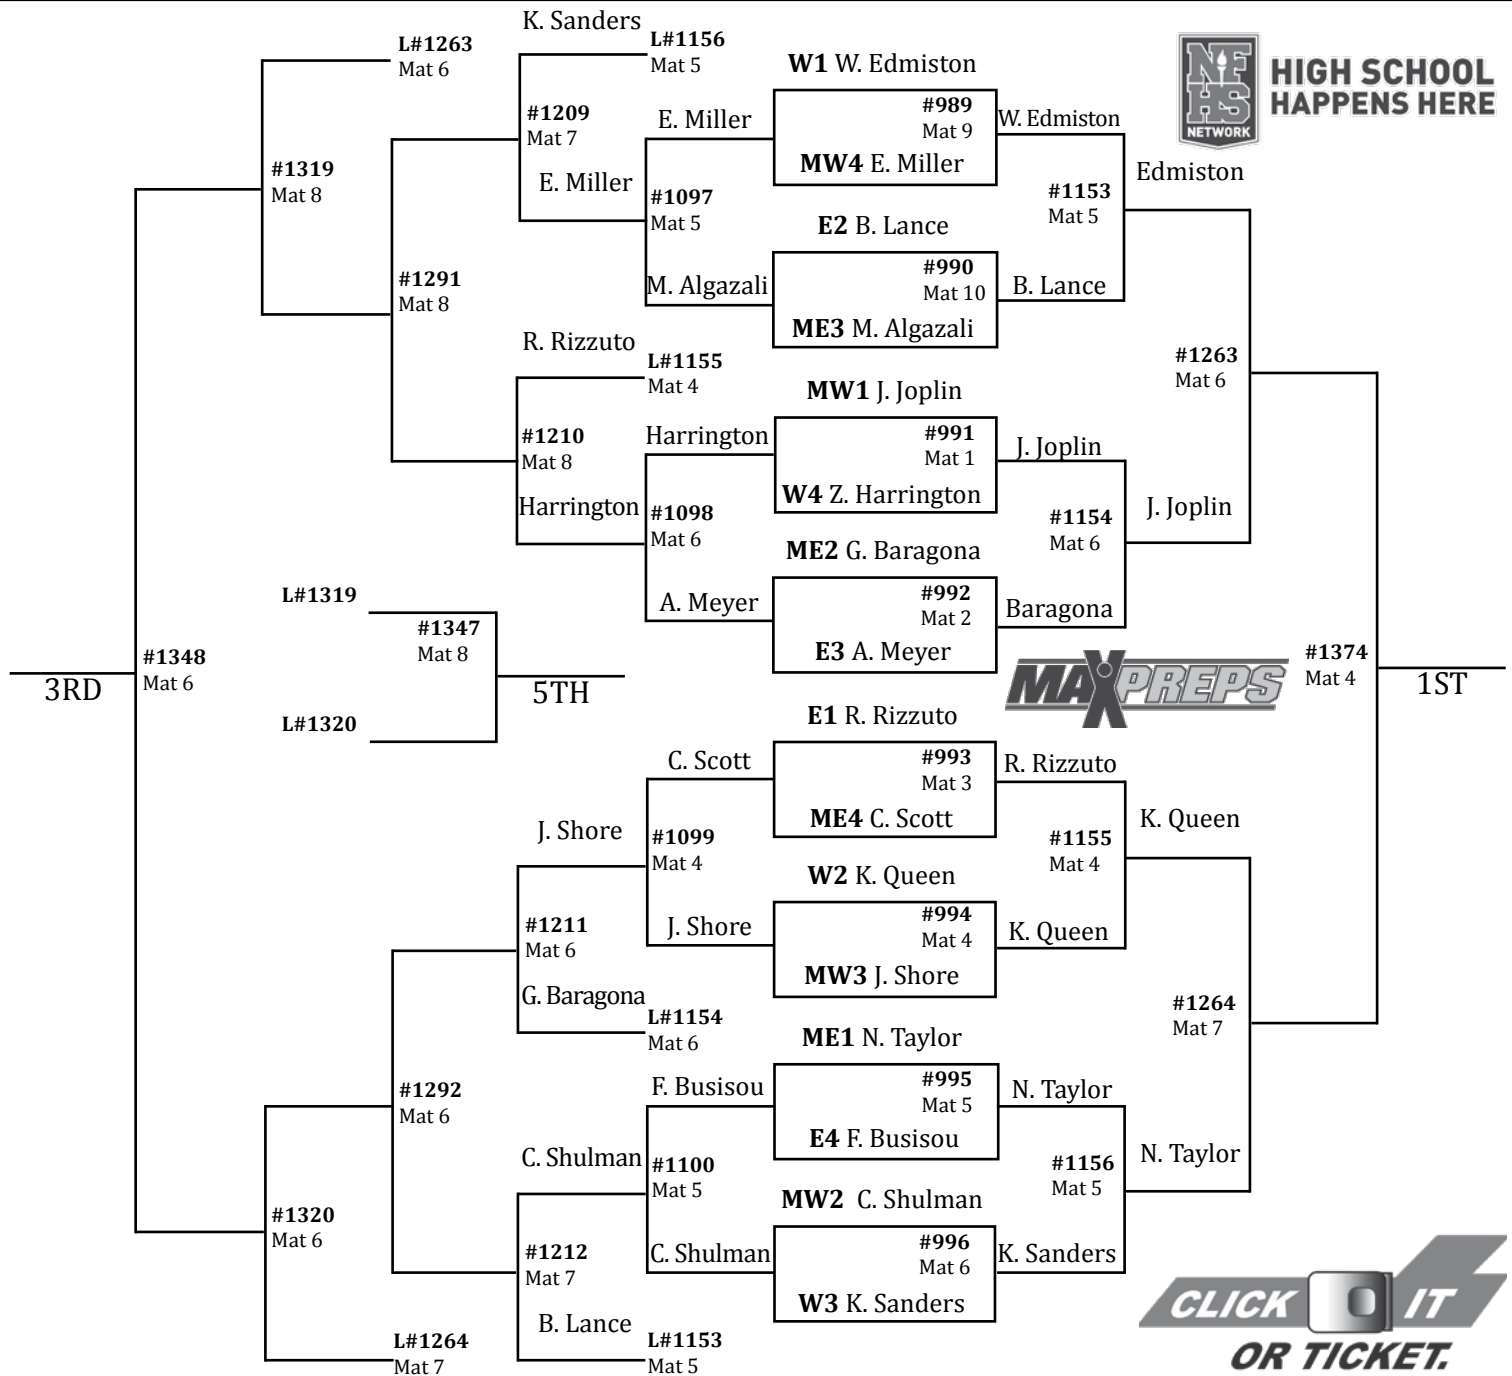 K. Sanders
L#1263
Mat 6
L#1156
Mat 5
W1 W. Edmiston
NFHS
NETWORK
HIGH SCHOOL
HAPPENS HERE
#1209
Mat 7
E. Miller
#989
Mat 9
W. Edmiston
MW4 E. Miller
Edmiston
#1319
Mat 8
E. Miller
#1097
Mat 5
#1153
Mat 5
E2 B. Lance
#1291
Mat 8
M. Algazali
#990
Mat 10
B. Lance
ME3 M. Algazali
R. Rizzuto
L#1155
Mat 4
#1263
Mat 6
MW1 J. Joplin
#1210
Mat 8
Harrington
#991
Mat 1
J. Joplin
W4 Z. Harrington
Harrington
#1098
Mat 6
#1154
Mat 6
J. Joplin
ME2 G. Baragona
L#1319
A. Meyer
#992
Mat 2
Baragona
#1347
Mat 8
E3 A. Meyer
#1348
Mat 6
3RD
5TH
MAXPREPS
#1374
Mat 4
1ST
L#1320
E1 R. Rizzuto
C. Scott
#993
Mat 3
R. Rizzuto
ME4 C. Scott
J. Shore
#1099
Mat 4
#1155
Mat 4
K. Queen
W2 K. Queen
#1211
Mat 6
J. Shore
#994
Mat 4
K. Queen
MW3 J. Shore
G. Baragona
L#1154
Mat 6
#1264
Mat 7
ME1 N. Taylor
#1292
Mat 6
F. Busisou
#995
Mat 5
N. Taylor
E4 F. Busisou
C. Shulman
#1100
Mat 5
#1156
Mat 5
N. Taylor
MW2 C. Shulman
#1320
Mat 6
#1212
Mat 7
C. Shulman
#996
Mat 6
K. Sanders
W3 K. Sanders
B. Lance
L#1264
Mat 7
L#1153
Mat 5
CLICK IT
OR TICKET.